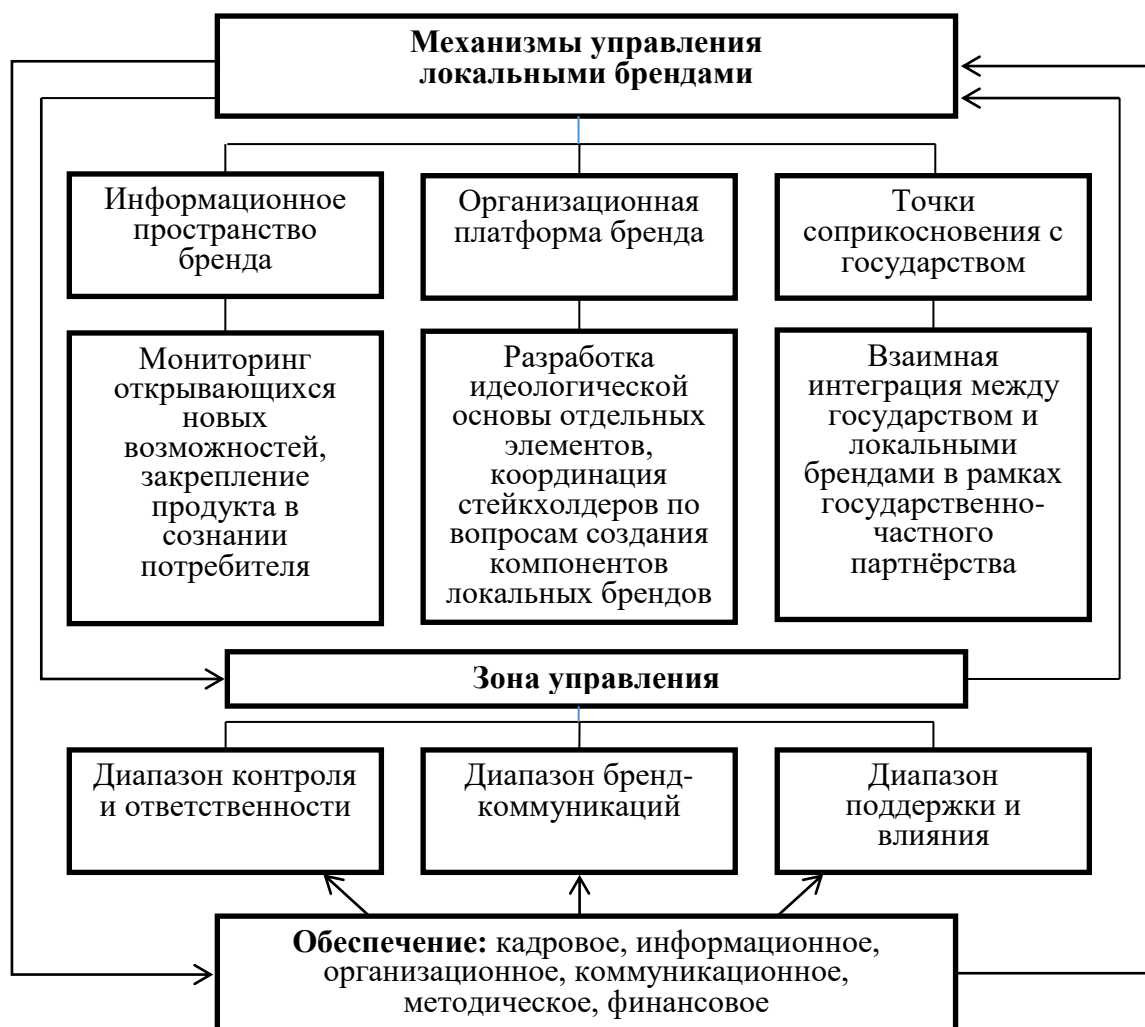 Механизмы управления
локальными брендами
Информационное
пространство
бренда
Организационная
платформа бренда
Точки
соприкосновения с
государством
Мониторинг
открывающихся
новых
возможностей,
закрепление
продукта в
сознании
потребителя
Разработка
идеологической
основы отдельных
элементов,
координация
стейкхолдеров по
вопросам создания
компонентов
локальных брендов
Взаимная
интеграция между
государством и
локальными
брендами в рамках
государственно-
частного
партнёрства
Зона управления
Диапазон контроля
и ответственности
Диапазон бренд-
коммуникаций
Диапазон
поддержки и
влияния
Обеспечение: кадровое, информационное,
организационное, коммуникационное,
методическое, финансовое